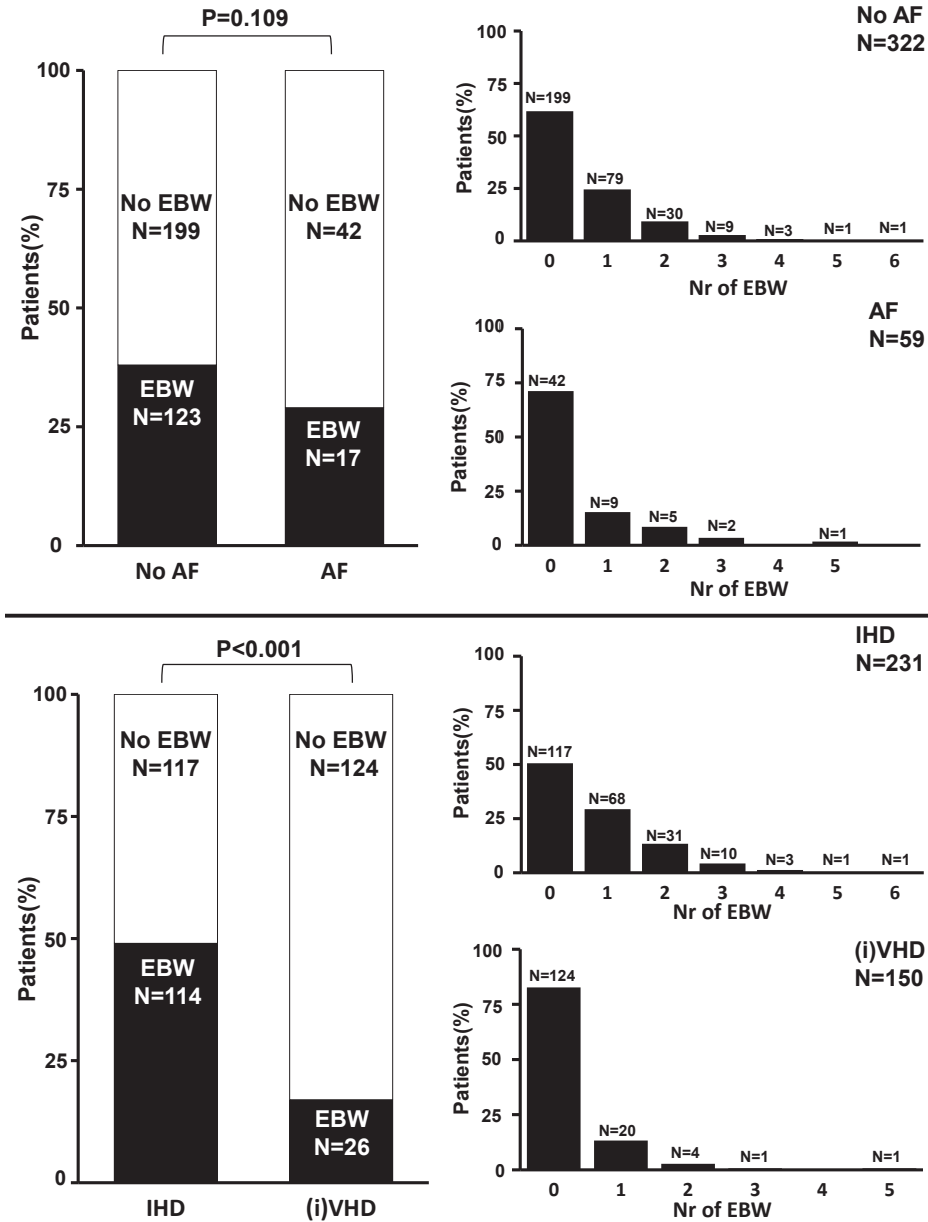 P=0.109
100
75
50
25
0
Patients(%)
No EBW
N=199
No EBW
N=42
EBW
N=123
EBW
N=17
No AF
AF
No AF
N=322
100
75
50
25
0
Patients(%)
N=199
N=79
N=30
N=9
N=3
N=1
N=1
0 1 2 3 4 5 6
Nr of EBW
AF
N=59
100
75
50
25
0
Patients(%)
N=42
N=9
N=5
N=2
N=1
0 1 2 3 4 5
Nr of EBW
P<0.001
100
75
50
25
0
Patients(%)
No EBW
N=117
No EBW
N=124
EBW
N=114
EBW
N=26
IHD
(i)VHD
IHD
N=231
100
75
50
25
0
Patients(%)
N=117
N=68
N=31
N=10
N=3
N=1
N=1
0 1 2 3 4 5 6
Nr of EBW
(i)VHD
N=150
100
75
50
25
0
Patients(%)
N=124
N=20
N=4
N=1
N=1
0 1 2 3 4 5
Nr of EBW